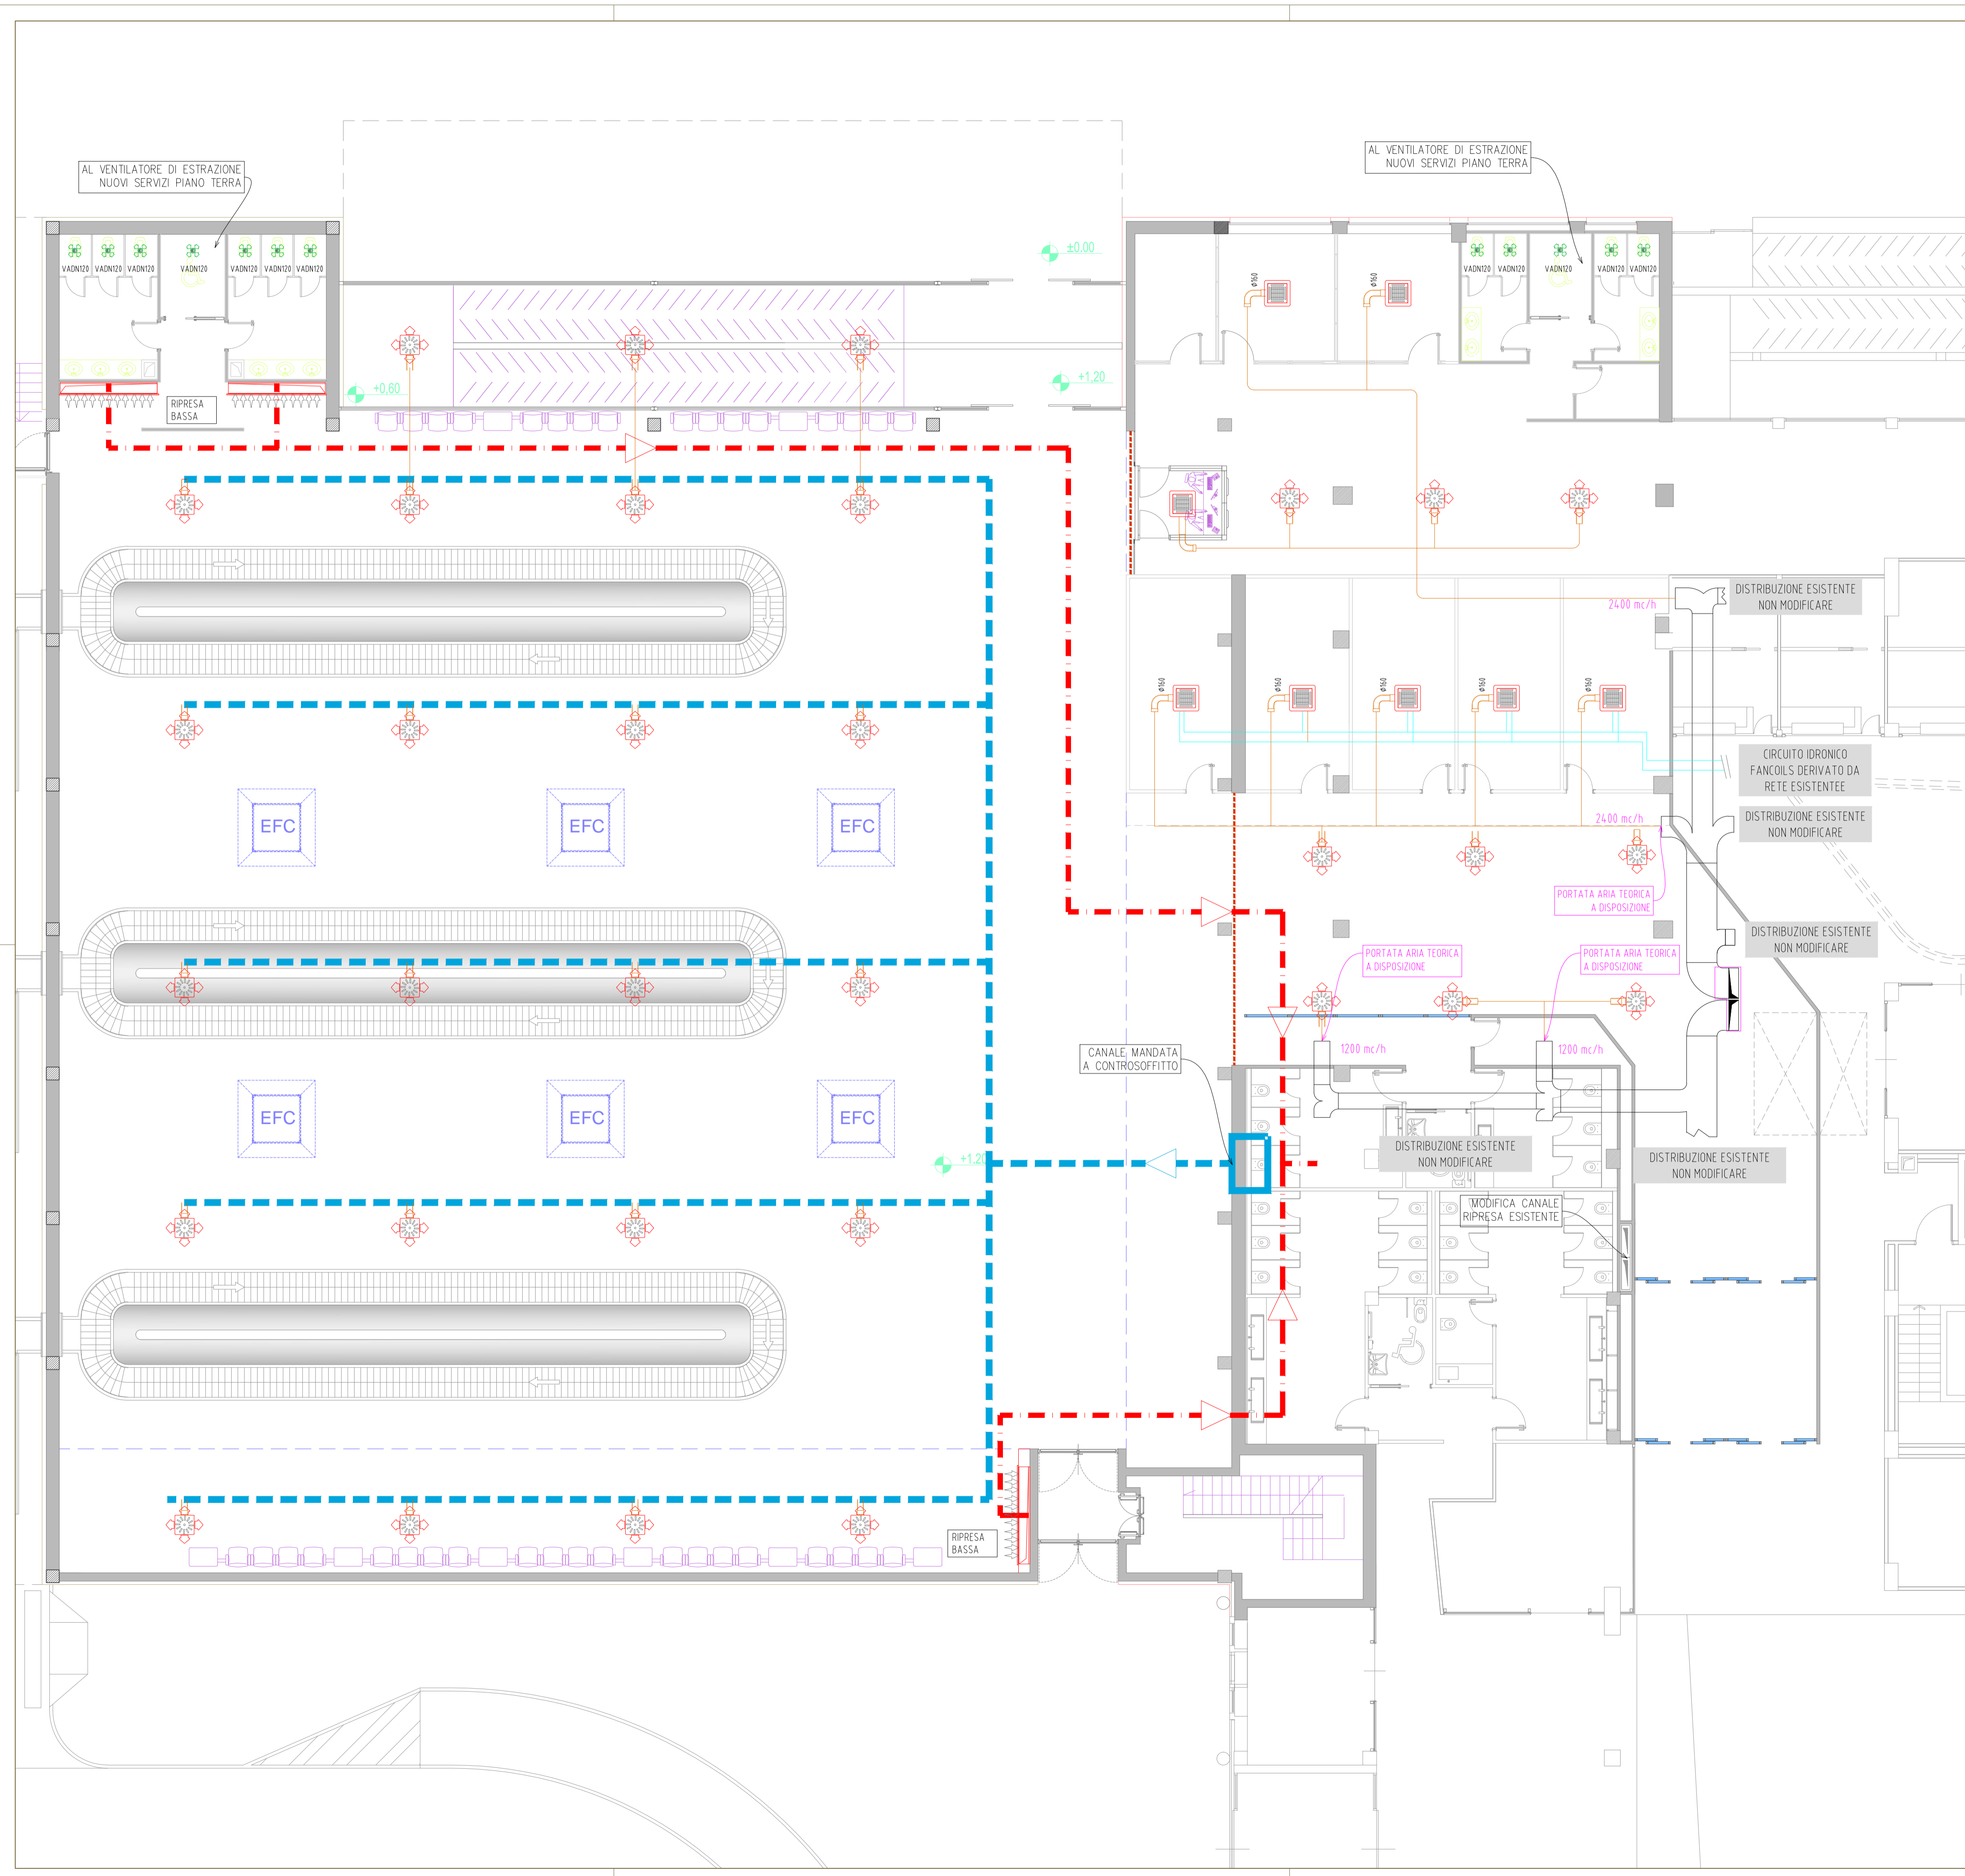 AL VENTILATORE DI ESTRAZIONE
NUOVI SERVIZI PIANO TERRA
AL VENTILATORE DI ESTRAZIONE
NUOVI SERVIZI PIANO TERRA
VADN120 VADN120 VADN120 VADN120 VADN120 VADN120 VADN120
±0.00
VADN120 VADN120 VADN120 VADN120 VADN120
ø160
ø160
+0.60
+1.20
RIPRESA
BASSA
DISTRIBUZIONE ESISTENTE
NON MODIFICARE
2400 mc/h
ø160
ø160
ø160
ø160
ø160
CIRCUITO IDRONICO
FANCOILS DERIVATO DA
RETE ESISTENTEE
EFC EFC EFC
2400 mc/h
DISTRIBUZIONE ESISTENTE
NON MODIFICARE
PORTATA ARIA TEORICA
A DISPOSIZIONE
DISTRIBUZIONE ESISTENTE
NON MODIFICARE
PORTATA ARIA TEORICA
A DISPOSIZIONE
PORTATA ARIA TEORICA
A DISPOSIZIONE
CANALE MANDATA
A CONTROSOFFITTO
1200 mc/h
1200 mc/h
EFC EFC EFC
DISTRIBUZIONE ESISTENTE
NON MODIFICARE
+1.20
DISTRIBUZIONE ESISTENTE
NON MODIFICARE
MODIFICA CANALE
RIPRESA ESISTENTE
RIPRESA
BASSA